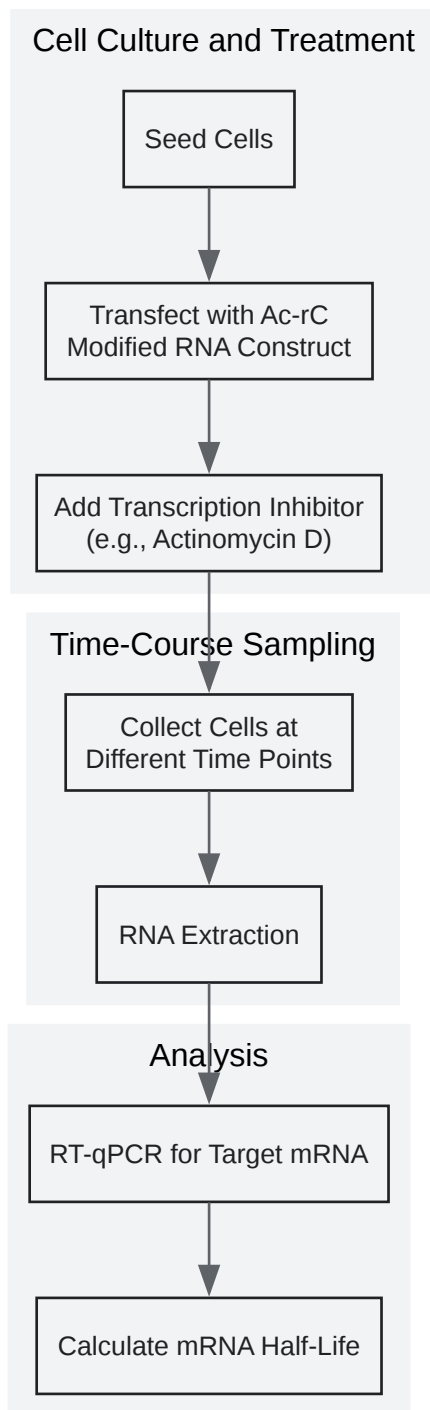 Cell Culture and Treatment
Seed Cells
Transfect with Ac-rC
Modified RNA Construct
Add Transcription Inhibitor
(e.g., Actinomycin D)
Time-Course Sampling
Collect Cells at
Different Time Points
RNA Extraction
Analysis
RT-qPCR for Target mRNA
Calculate mRNA Half-Life